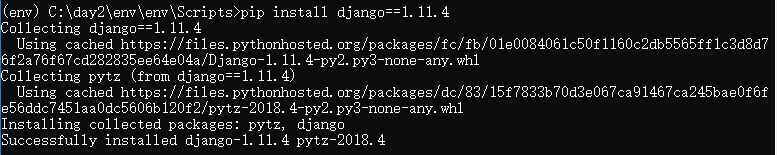 (env) C:\day2\env\env\Scripts>pip install django==1.11.4
Collecting django==1.11.4
  Using cached https://files.pythonhosted.org/packages/fc/fb/01e0084061c50f1160c2db5565ff1c3d8d7
6f2a76f67cd282835ee64e04a/Django-1.11.4-py2.py3-none-any.whl
Collecting pytz (from django==1.11.4)
  Using cached https://files.pythonhosted.org/packages/dc/83/15f7833b70d3e067ca91467ca245bae0f6f
e56ddc7451aa0dc5606b120f2/pytz-2018.4-py2.py3-none-any.whl
Installing collected packages: pytz, django
Successfully installed django-1.11.4 pytz-2018.4